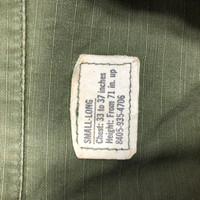 SMALL-LONG
Chest: 33 to 37 inches
Height: From 71 in. up
8405-935-4706